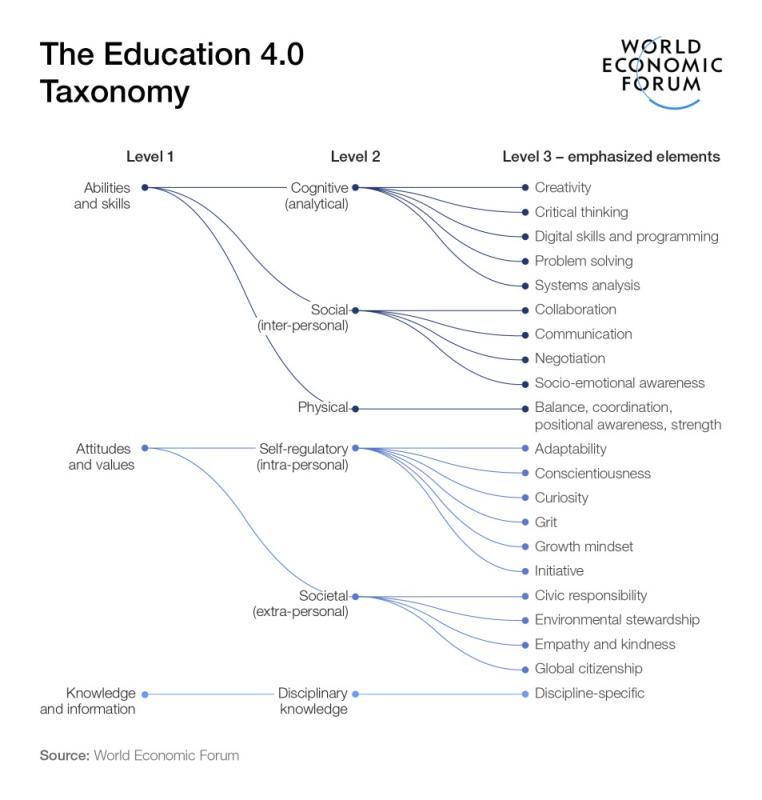 The Education 4.0
Taxonomy
WORLD
ECONOMIC
FORUM
Level 1
Level 2
Level 3 – emphasized elements
Abilities
and skills
Cognitive
(analytical)
Creativity
Critical thinking
Digital skills and programming
Problem solving
Systems analysis
Social
(inter-personal)
Collaboration
Communication
Negotiation
Socio-emotional awareness
Physical
Balance, coordination,
positional awareness, strength
Attitudes
and values
Self-regulatory
(intra-personal)
Adaptability
Conscientiousness
Curiosity
Grit
Growth mindset
Initiative
Societal
(extra-personal)
Civic responsibility
Environmental stewardship
Empathy and kindness
Global citizenship
Knowledge
and information
Disciplinary
knowledge
Discipline-specific
Source: World Economic Forum